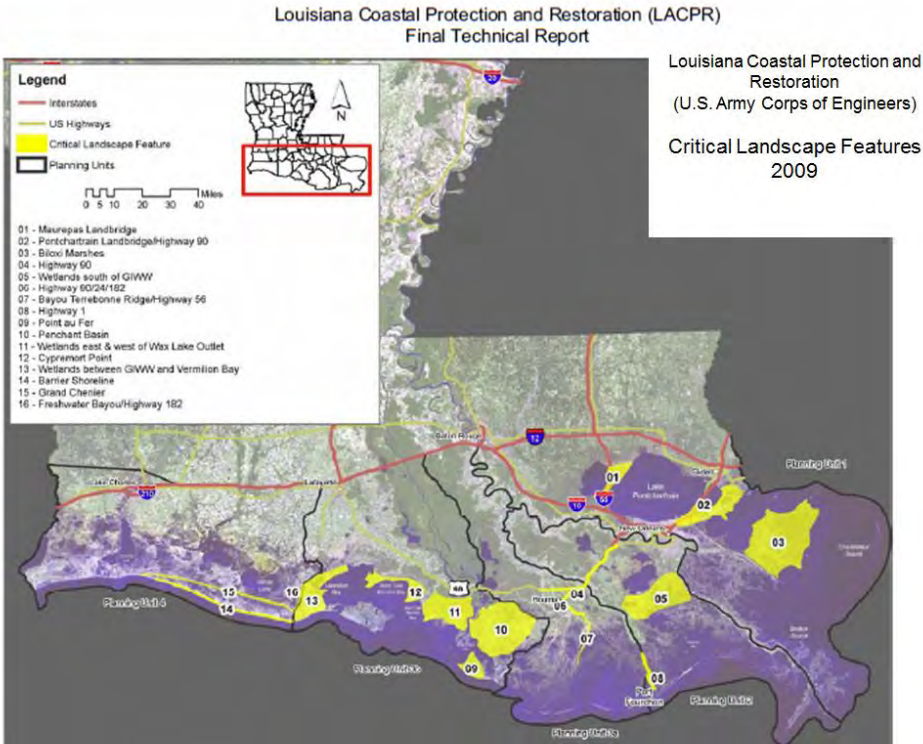 Louisiana Coastal Protection and Restoration (LACPR)
Final Technical Report
Louisiana Coastal Protection and
Restoration
(U.S. Army Corps of Engineers)
Critical Landscape Features
2009
Legend
Interstates
US Highways
Critical Landscape Feature
Planning Units
N
Miles
0 5 10 20 30 40
01 - Maurepas Landbridge
02 - Pontchartrain Landbridge/Highway 90
03 - Biloxi Marshes
04 - Highway 90
05 - Wetlands south of GIWW
06 - Highway 90/24/182
07 - Bayou Terrebonne Ridge/Highway 56
08 - Highway 1
09 - Point au Fer
10 - Penchant Basin
11 - Wetlands east & west of Wax Lake Outlet
12 - Cypremort Point
13 - Wetlands between GIWW and Vermilion Bay
14 - Barrier Shoreline
15 - Grand Chenier
16 - Freshwater Bayou/Highway 182
20
Baton Rouge
12
Planning Unit 1
Lake Charles
210
Lafayette
01
Slidell
Lake
Pontchartrain
55
10
02
New Orleans
03
Planning Unit 4
15
14
16
13
12
11
90
10
09
Houma
04
06
05
07
08
Port
Fourchon
Planning Unit 3b
Planning Unit 2
Planning Unit 3a